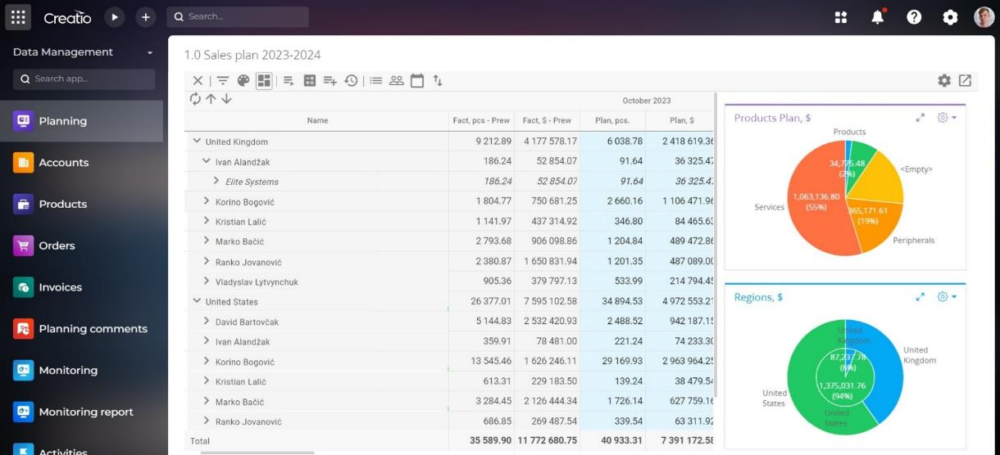 Creatio
Search...
Data Management
Search app...
Planning
Accounts
Products
Orders
Invoices
Planning comments
Monitoring
Monitoring report
Activities
1.0 Sales plan 2023-2024
October 2023
Name Fact, pcs - Prew Fact, $ - Prew Plan, pcs. Plan, $
United Kingdom 9 212.89 4 177 578.17 6 038.78 2 418 619.36
Ivan Alandžak 186.24 52 854.07 91.64 36 325.47
Elite Systems 186.24 52 854.07 91.64 36 325.47
Korino Bogović 1 804.77 750 681.25 2 660.16 1 106 471.96
Kristian Lalić 1 141.97 437 314.92 346.80 84 465.63
Marko Bačić 2 793.68 906 098.86 1 204.84 489 472.86
Ranko Jovanović 2 380.87 1 650 831.94 1 201.35 487 089.00
Vladyslav Lytvynchuk 905.36 379 797.13 533.99 214 794.45
United States 26 377.01 7 595 102.58 34 894.53 4 972 553.21
David Bartovčak 5 144.83 2 532 420.93 2 488.52 942 187.15
Ivan Alandžak 359.91 78 481.00 221.24 74 233.30
Korino Bogović 13 545.46 1 626 246.11 29 169.93 2 963 964.25
Kristian Lalić 613.31 229 183.50 139.24 38 479.54
Marko Bačić 3 284.45 2 126 444.34 1 726.14 627 759.16
Ranko Jovanović 686.85 269 487.54 339.54 63 311.92
Total 35 589.90 11 772 680.75 40 933.31 7 391 172.58
Products Plan, $
Products
34,775.48
(2%)
<Empty>
1,063,136.80
(55%)
Services
365,171.61
(19%)
Peripherals
Regions, $
United
Kingdom
United
Kingdom
87,237.78
(6%)
1,375,031.76
(94%)
United
States
United
States